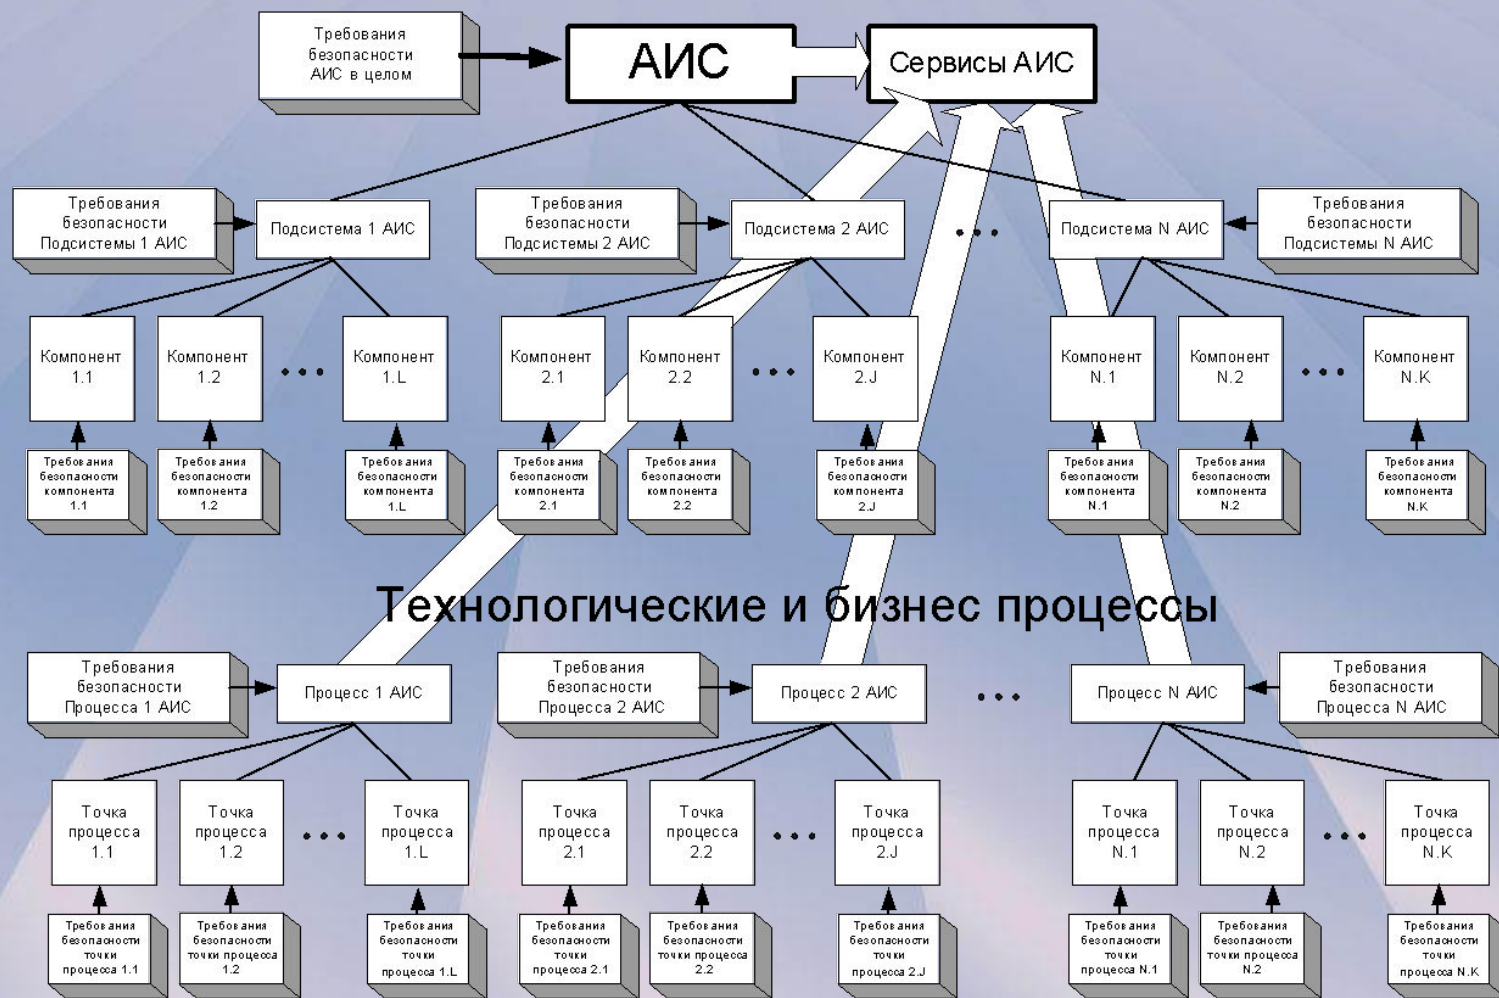 Требования
безопасности
АИС в целом
АИС
Сервисы АИС
Требования
безопасности
Подсистемы 1 АИС
Подсистема 1 АИС
Требования
безопасности
Подсистемы 2 АИС
Подсистема 2 АИС
Подсистема N АИС
Требования
безопасности
Подсистемы N АИС
Компонент
1.1
Компонент
1.2
Компонент
1.L
Компонент
2.1
Компонент
2.2
Компонент
2.J
Компонент
N.1
Компонент
N.2
Компонент
N.K
Требования
безопасности
компонента
1.1
Требования
безопасности
компонента
1.2
Требования
безопасности
компонента
1.L
Требования
безопасности
компонента
2.1
Требования
безопасности
компонента
2.2
Требования
безопасности
компонента
2.J
Требования
безопасности
компонента
N.1
Требования
безопасности
компонента
N.2
Требования
безопасности
компонента
N.K
Технологические и бизнес процессы
Требования
безопасности
Процесса 1 АИС
Процесс 1 АИС
Требования
безопасности
Процесса 2 АИС
Процесс 2 АИС
Процесс N АИС
Требования
безопасности
Процесса N АИС
Точка
процесса
1.1
Точка
процесса
1.2
Точка
процесса
1.L
Точка
процесса
2.1
Точка
процесса
2.2
Точка
процесса
2.J
Точка
процесса
N.1
Точка
процесса
N.2
Точка
процесса
N.K
Требования
безопасности
точки
процесса 1.1
Требования
безопасности
точки процесса
1.2
Требования
безопасности
точки
процесса 1.L
Требования
безопасности
точки
процесса 2.1
Требования
безопасности
точки процесса
2.2
Требования
безопасности
точки
процесса 2.J
Требования
безопасности
точки
процесса N.1
Требования
безопасности
точки процесса
N.2
Требования
безопасности
точки
процесса N.K